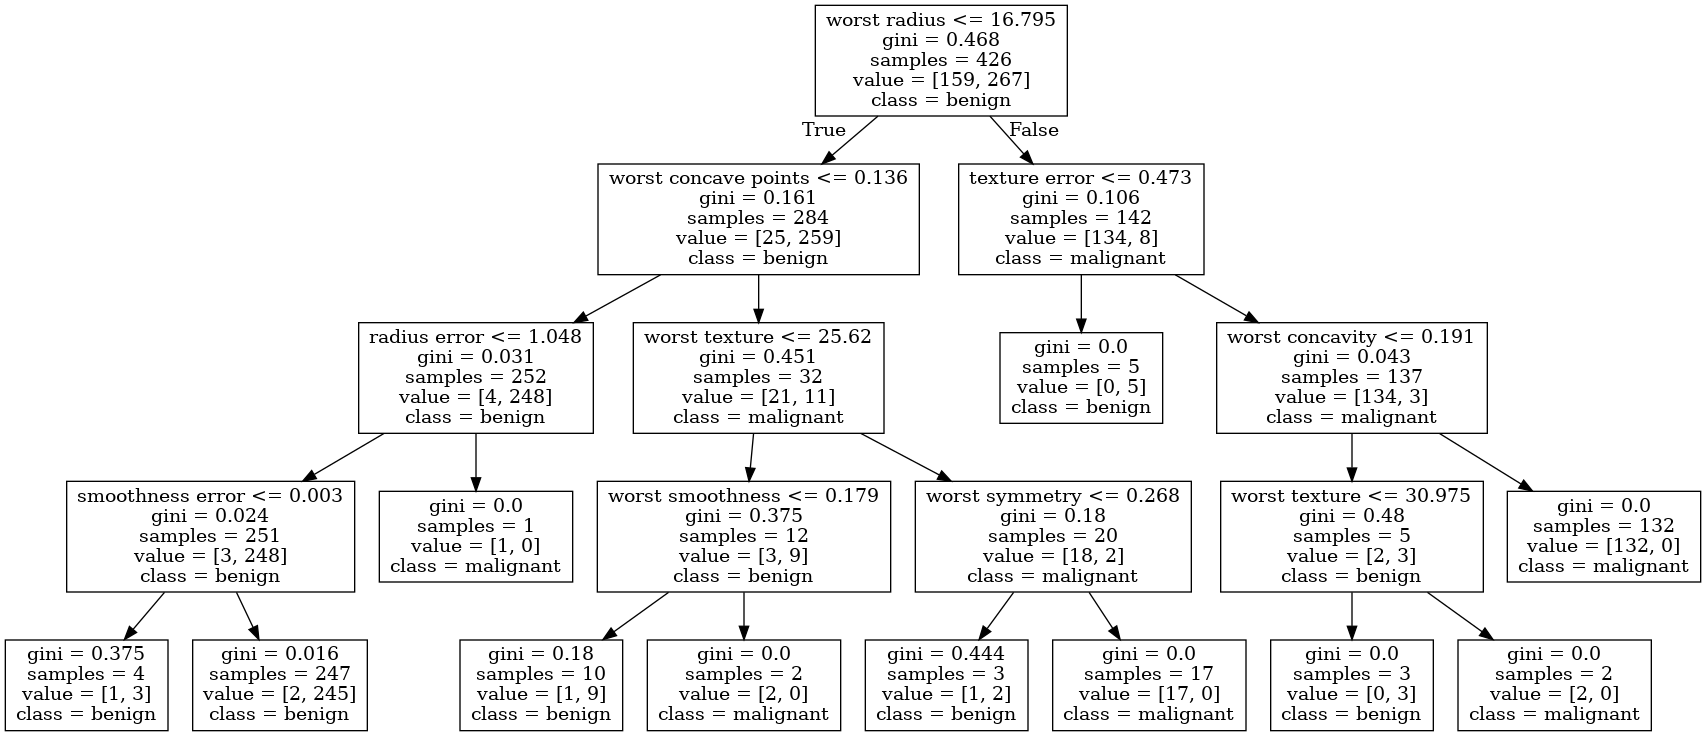 worst radius <= 16.795
gini = 0.468
samples = 426
value = [159, 267]
class = benign
True
False
worst concave points <= 0.136
gini = 0.161
samples = 284
value = [25, 259]
class = benign
texture error <= 0.473
gini = 0.106
samples = 142
value = [134, 8]
class = malignant
radius error <= 1.048
gini = 0.031
samples = 252
value = [4, 248]
class = benign
worst texture <= 25.62
gini = 0.451
samples = 32
value = [21, 11]
class = malignant
gini = 0.0
samples = 5
value = [0, 5]
class = benign
worst concavity <= 0.191
gini = 0.043
samples = 137
value = [134, 3]
class = malignant
smoothness error <= 0.003
gini = 0.024
samples = 251
value = [3, 248]
class = benign
gini = 0.0
samples = 1
value = [1, 0]
class = malignant
worst smoothness <= 0.179
gini = 0.375
samples = 12
value = [3, 9]
class = benign
worst symmetry <= 0.268
gini = 0.18
samples = 20
value = [18, 2]
class = malignant
worst texture <= 30.975
gini = 0.48
samples = 5
value = [2, 3]
class = benign
gini = 0.0
samples = 132
value = [132, 0]
class = malignant
gini = 0.375
samples = 4
value = [1, 3]
class = benign
gini = 0.016
samples = 247
value = [2, 245]
class = benign
gini = 0.18
samples = 10
value = [1, 9]
class = benign
gini = 0.0
samples = 2
value = [2, 0]
class = malignant
gini = 0.444
samples = 3
value = [1, 2]
class = benign
gini = 0.0
samples = 17
value = [17, 0]
class = malignant
gini = 0.0
samples = 3
value = [0, 3]
class = benign
gini = 0.0
samples = 2
value = [2, 0]
class = malignant